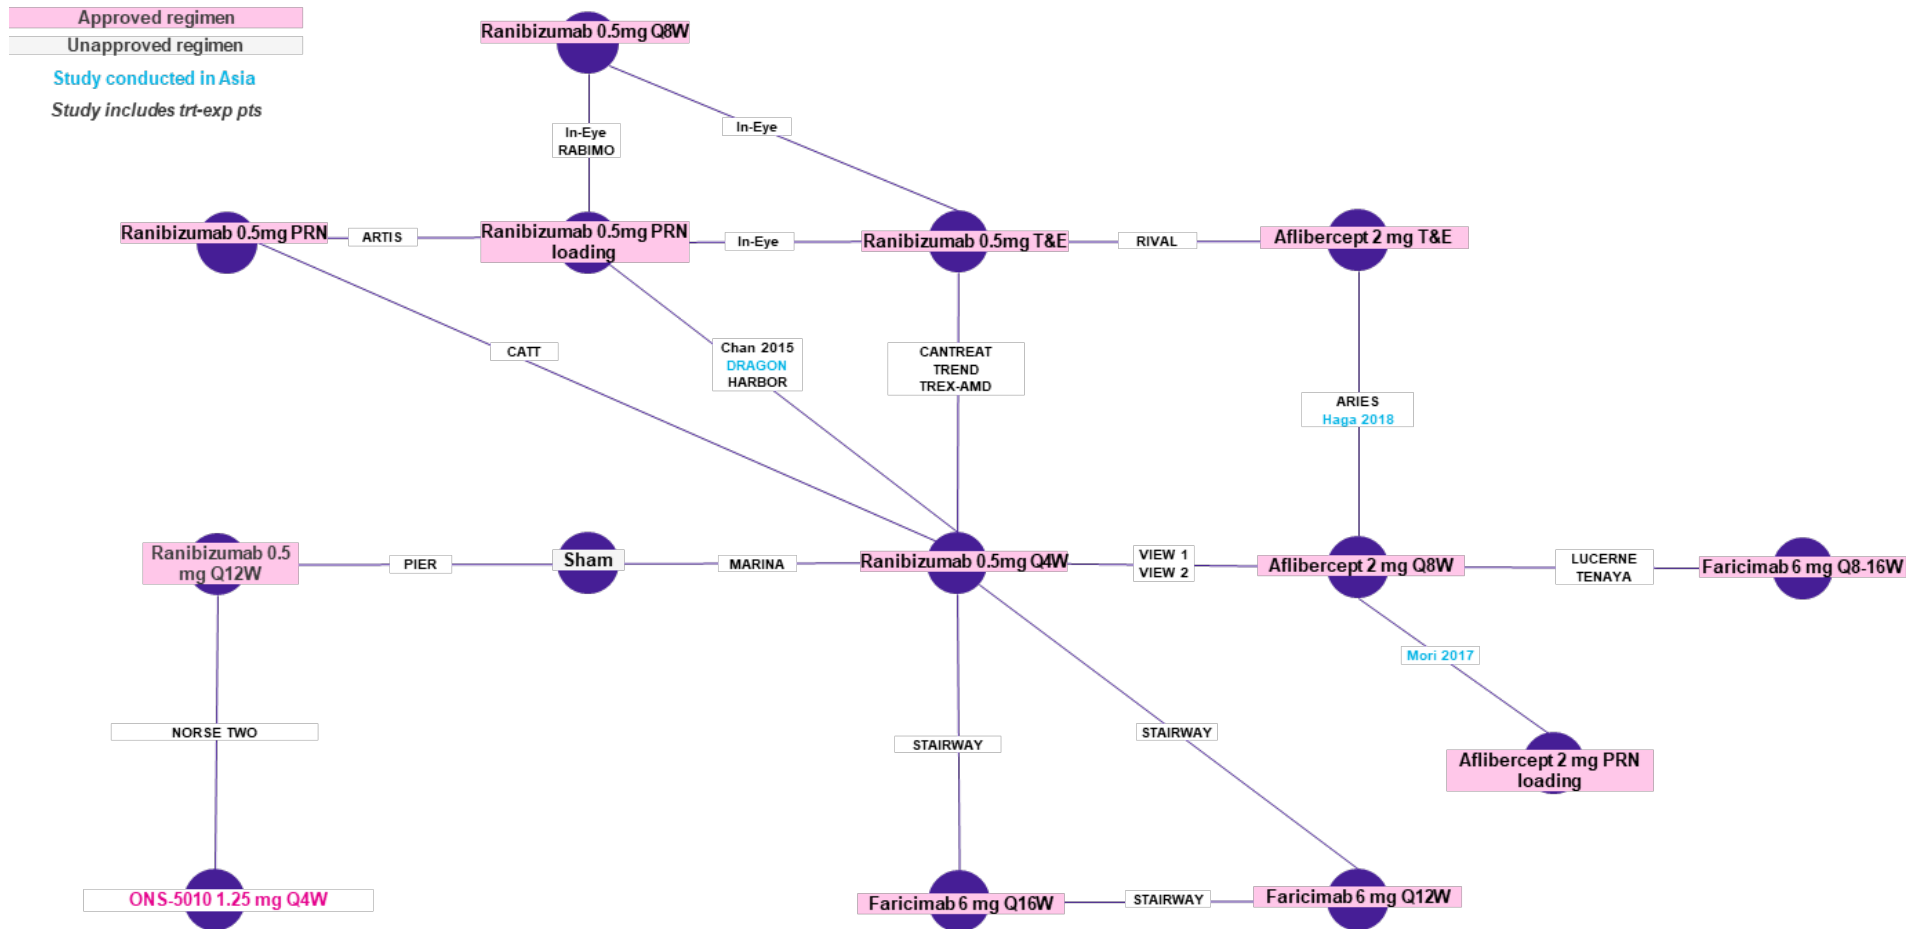 Approved regimen
Unapproved regimen
Study conducted in Asia
Study includes trt-exp pts
Ranibizumab 0.5mg Q8W
In-Eye
RABIMO
In-Eye
Ranibizumab 0.5mg PRN
ARTIS
Ranibizumab 0.5mg PRN
loading
In-Eye
Ranibizumab 0.5mg T&E
RIVAL
Aflibercept 2 mg T&E
CATT
Chan 2015
DRAGON
HARBOR
CANTREAT
TREND
TREX-AMD
ARIES
Haga 2018
Ranibizumab 0.5
mg Q12W
PIER
Sham
MARINA
Ranibizumab 0.5mg Q4W
VIEW 1
VIEW 2
Aflibercept 2 mg Q8W
LUCERNE
TENAYA
Faricimab 6 mg Q8-16W
Mori 2017
NORSE TWO
STAIRWAY
STAIRWAY
Aflibercept 2 mg PRN
loading
ONS-5010 1.25 mg Q4W
Faricimab 6 mg Q16W
STAIRWAY
Faricimab 6 mg Q12W